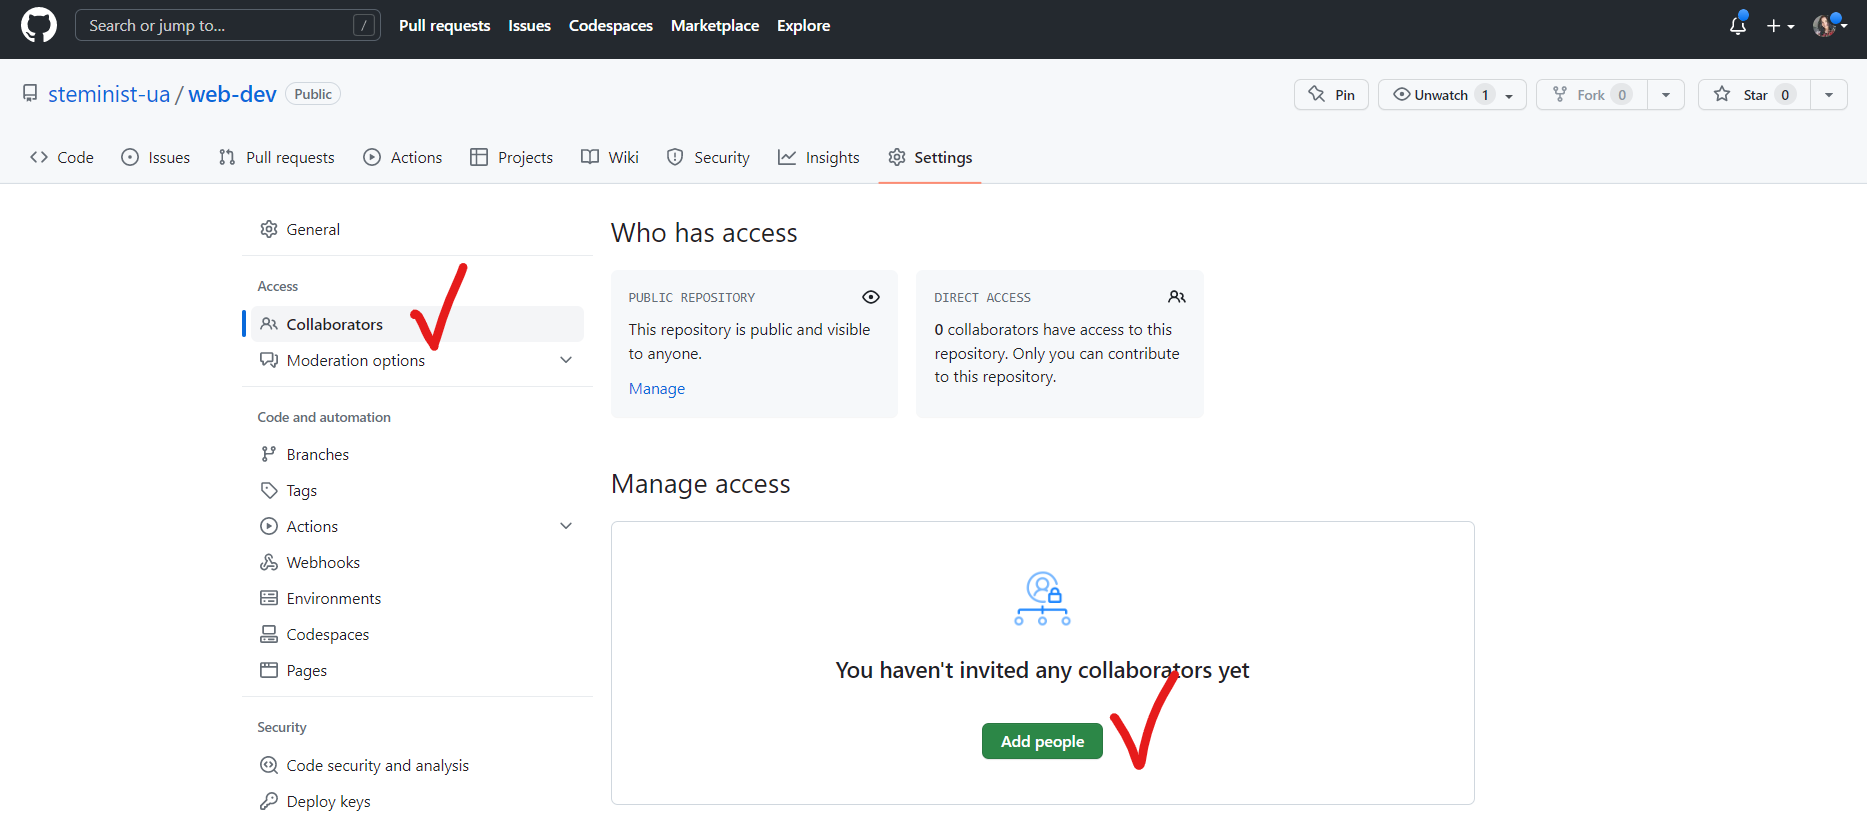 Search or jump to... /
Pull requests Issues Codespaces Marketplace Explore
steminist-ua / web-dev Public
Pin Unwatch 1 Fork 0 Star 0
Code Issues Pull requests Actions Projects Wiki Security Insights Settings
General
Access
Collaborators
Moderation options
Code and automation
Branches
Tags
Actions
Webhooks
Environments
Codespaces
Pages
Security
Code security and analysis
Deploy keys
Who has access
PUBLIC REPOSITORY
This repository is public and visible
to anyone.
Manage
DIRECT ACCESS
0 collaborators have access to this
repository. Only you can contribute
to this repository.
Manage access
You haven't invited any collaborators yet
Add people